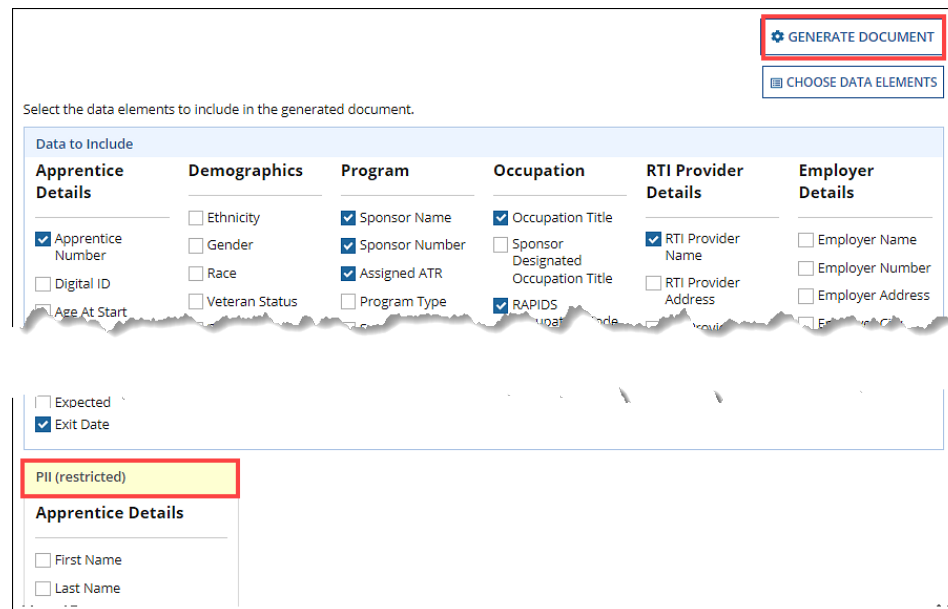 GENERATE DOCUMENT
CHOOSE DATA ELEMENTS
Select the data elements to include in the generated document.
Data to Include
Apprentice
Details
Apprentice
Number
Digital ID
Age At Start
Demographics
Ethnicity
Gender
Race
Veteran Status
Program
Sponsor Name
Sponsor Number
Assigned ATR
Program Type
Occupation
Occupation Title
Sponsor
Designated
Occupation Title
RAPIDS
RTI Provider
Details
RTI Provider
Name
RTI Provider
Address
Employer
Details
Employer Name
Employer Number
Employer Address
Expected
Exit Date
PII (restricted)
Apprentice Details
First Name
Last Name